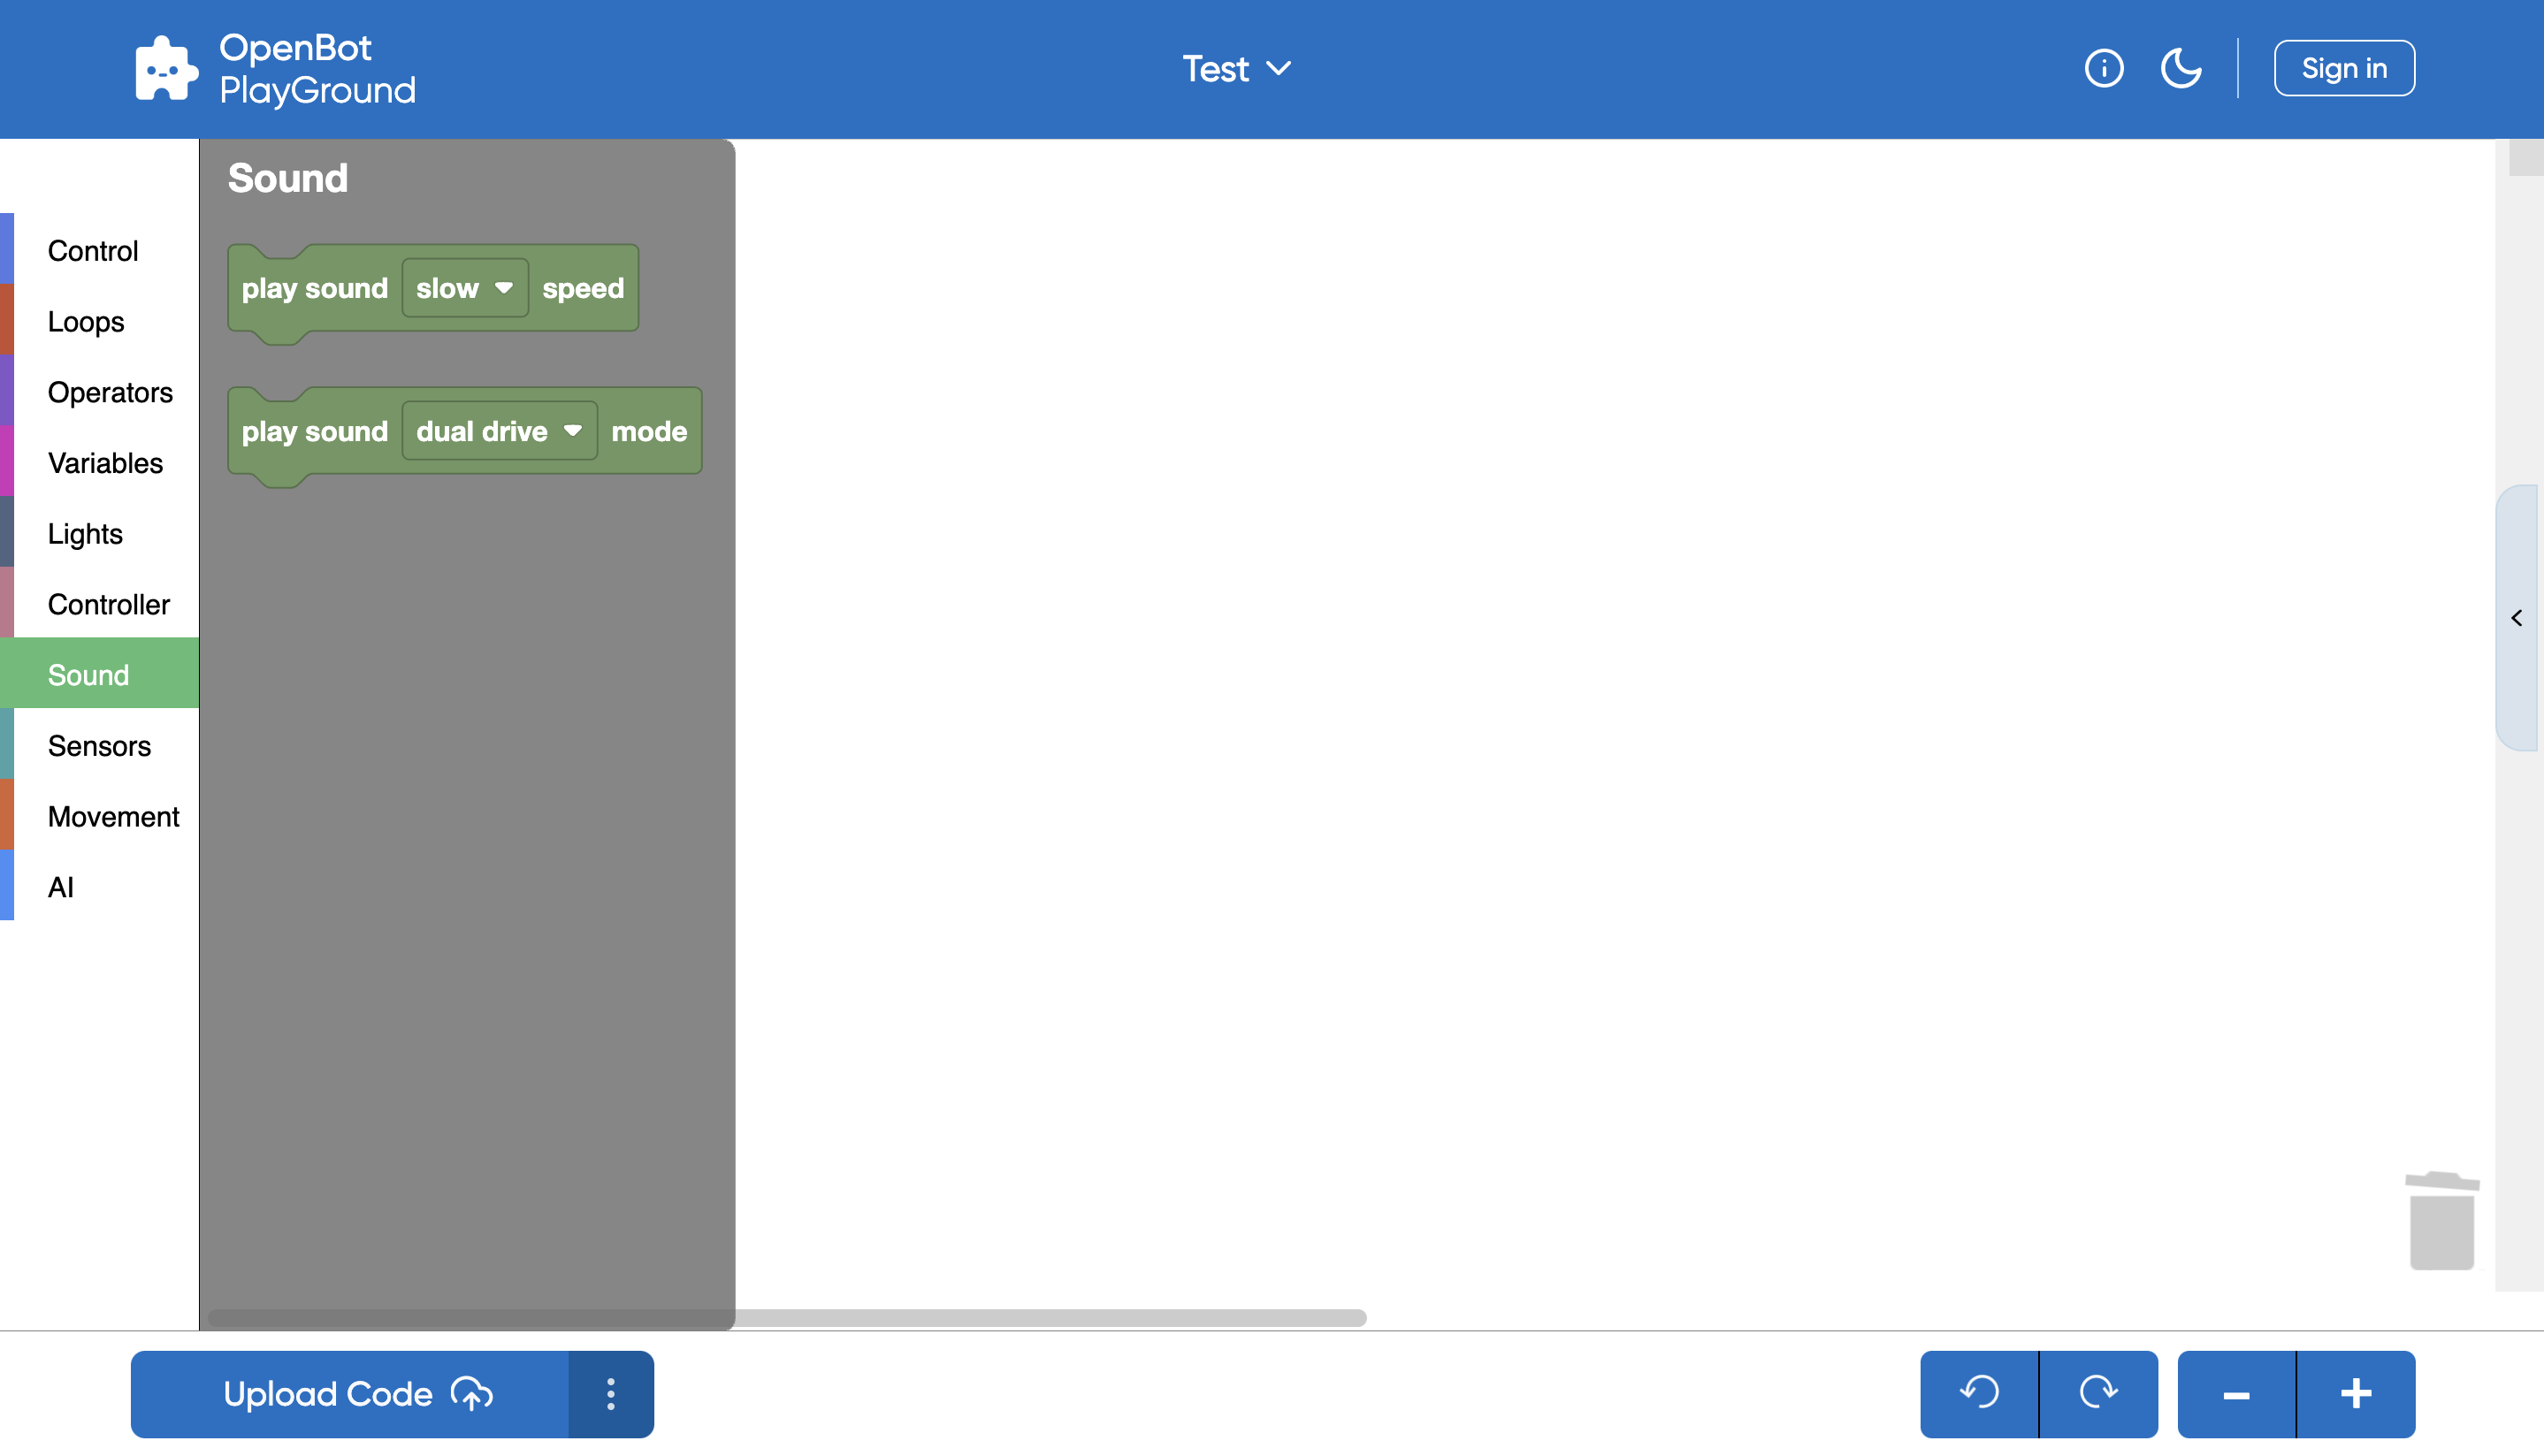 OpenBot
PlayGround
Test
Sign in
Control
Loops
Operators
Variables
Lights
Controller
Sound
Sensors
Movement
AI
Sound
play sound slow speed
play sound dual drive mode
Upload Code